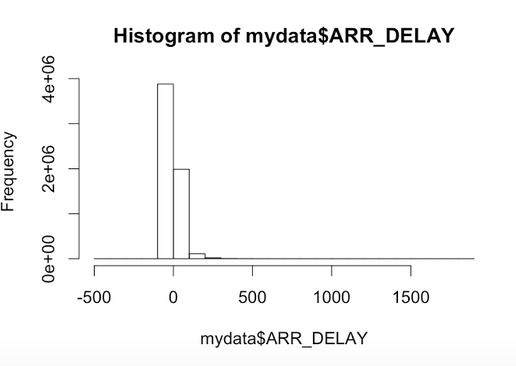 Histogram of mydata$ARR_DELAY
Frequency
4e+06
2e+06
0e+00
-500 0 500 1000 1500
mydata$ARR_DELAY